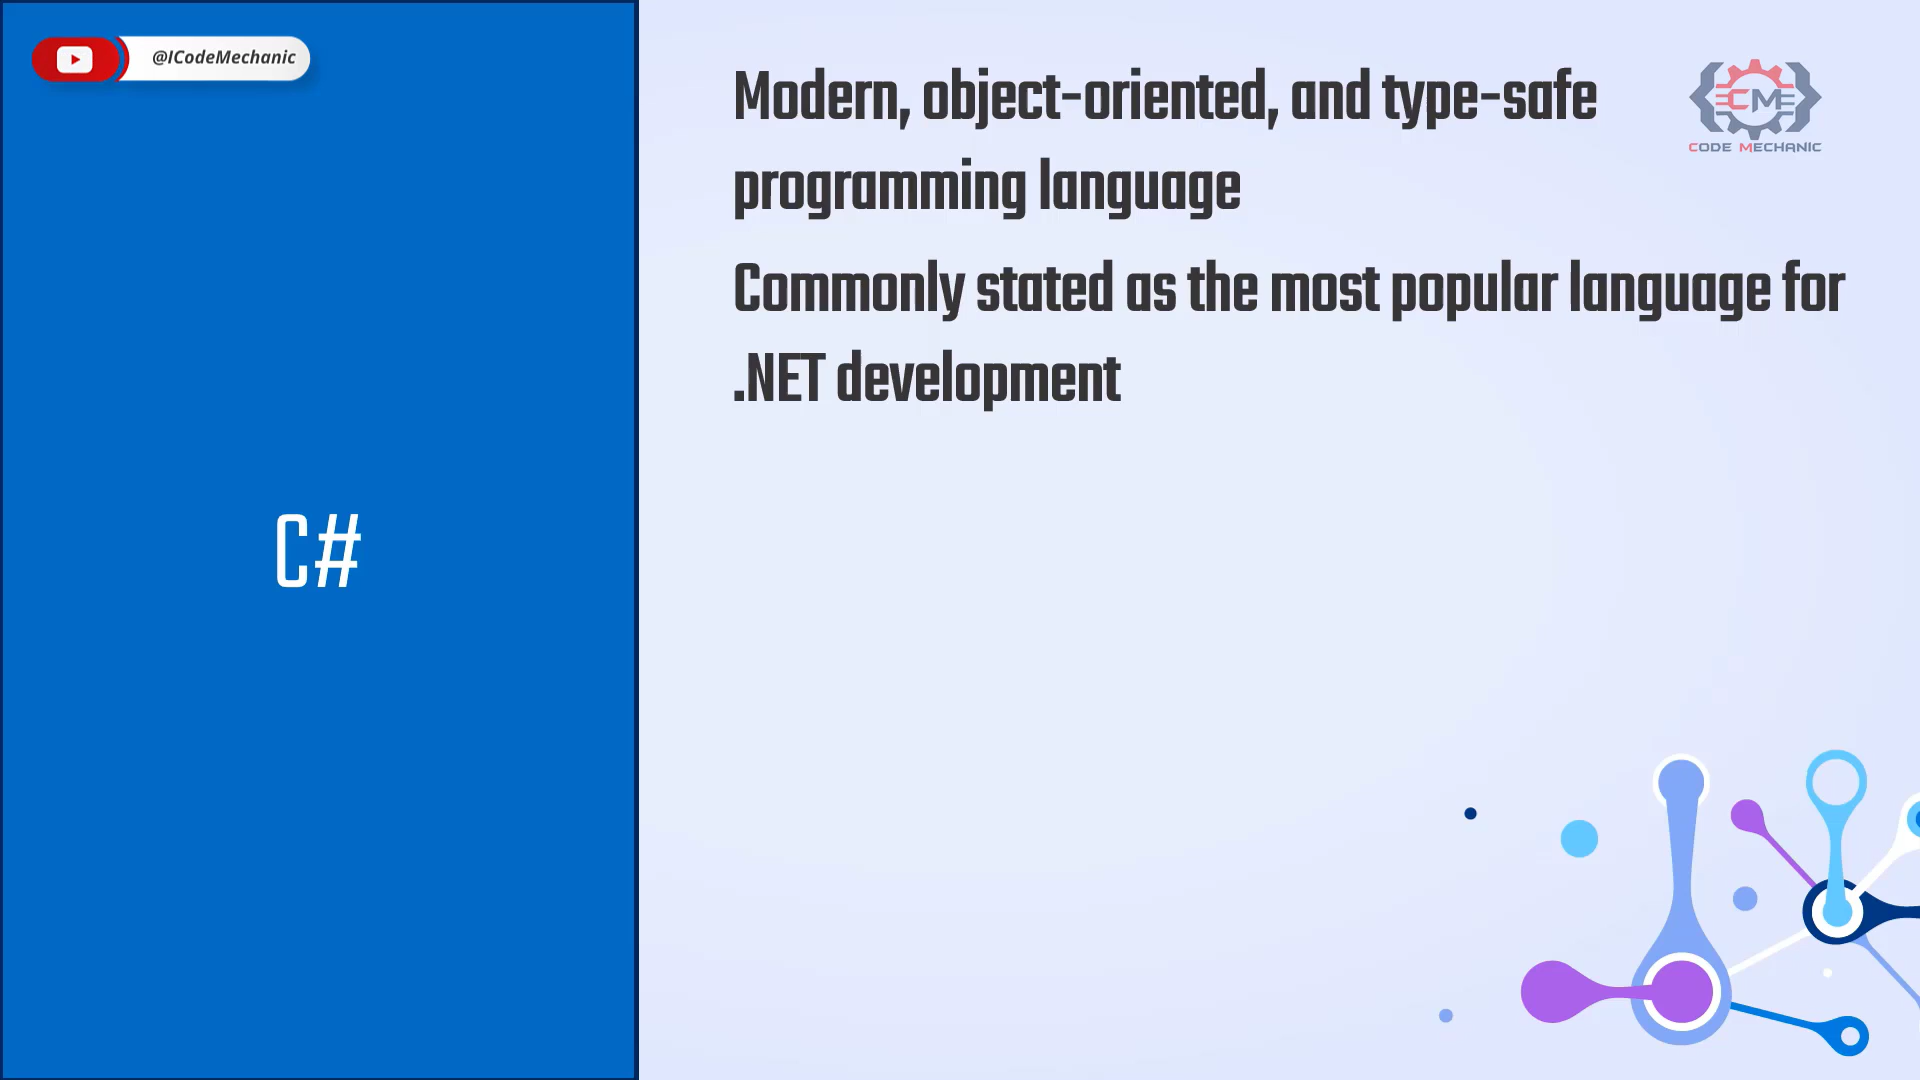 @ICodeMechanic
C#
Modern, object-oriented, and type-safe
programming language
Commonly stated as the most popular language for
.NET development
CME
CODE MECHANIC